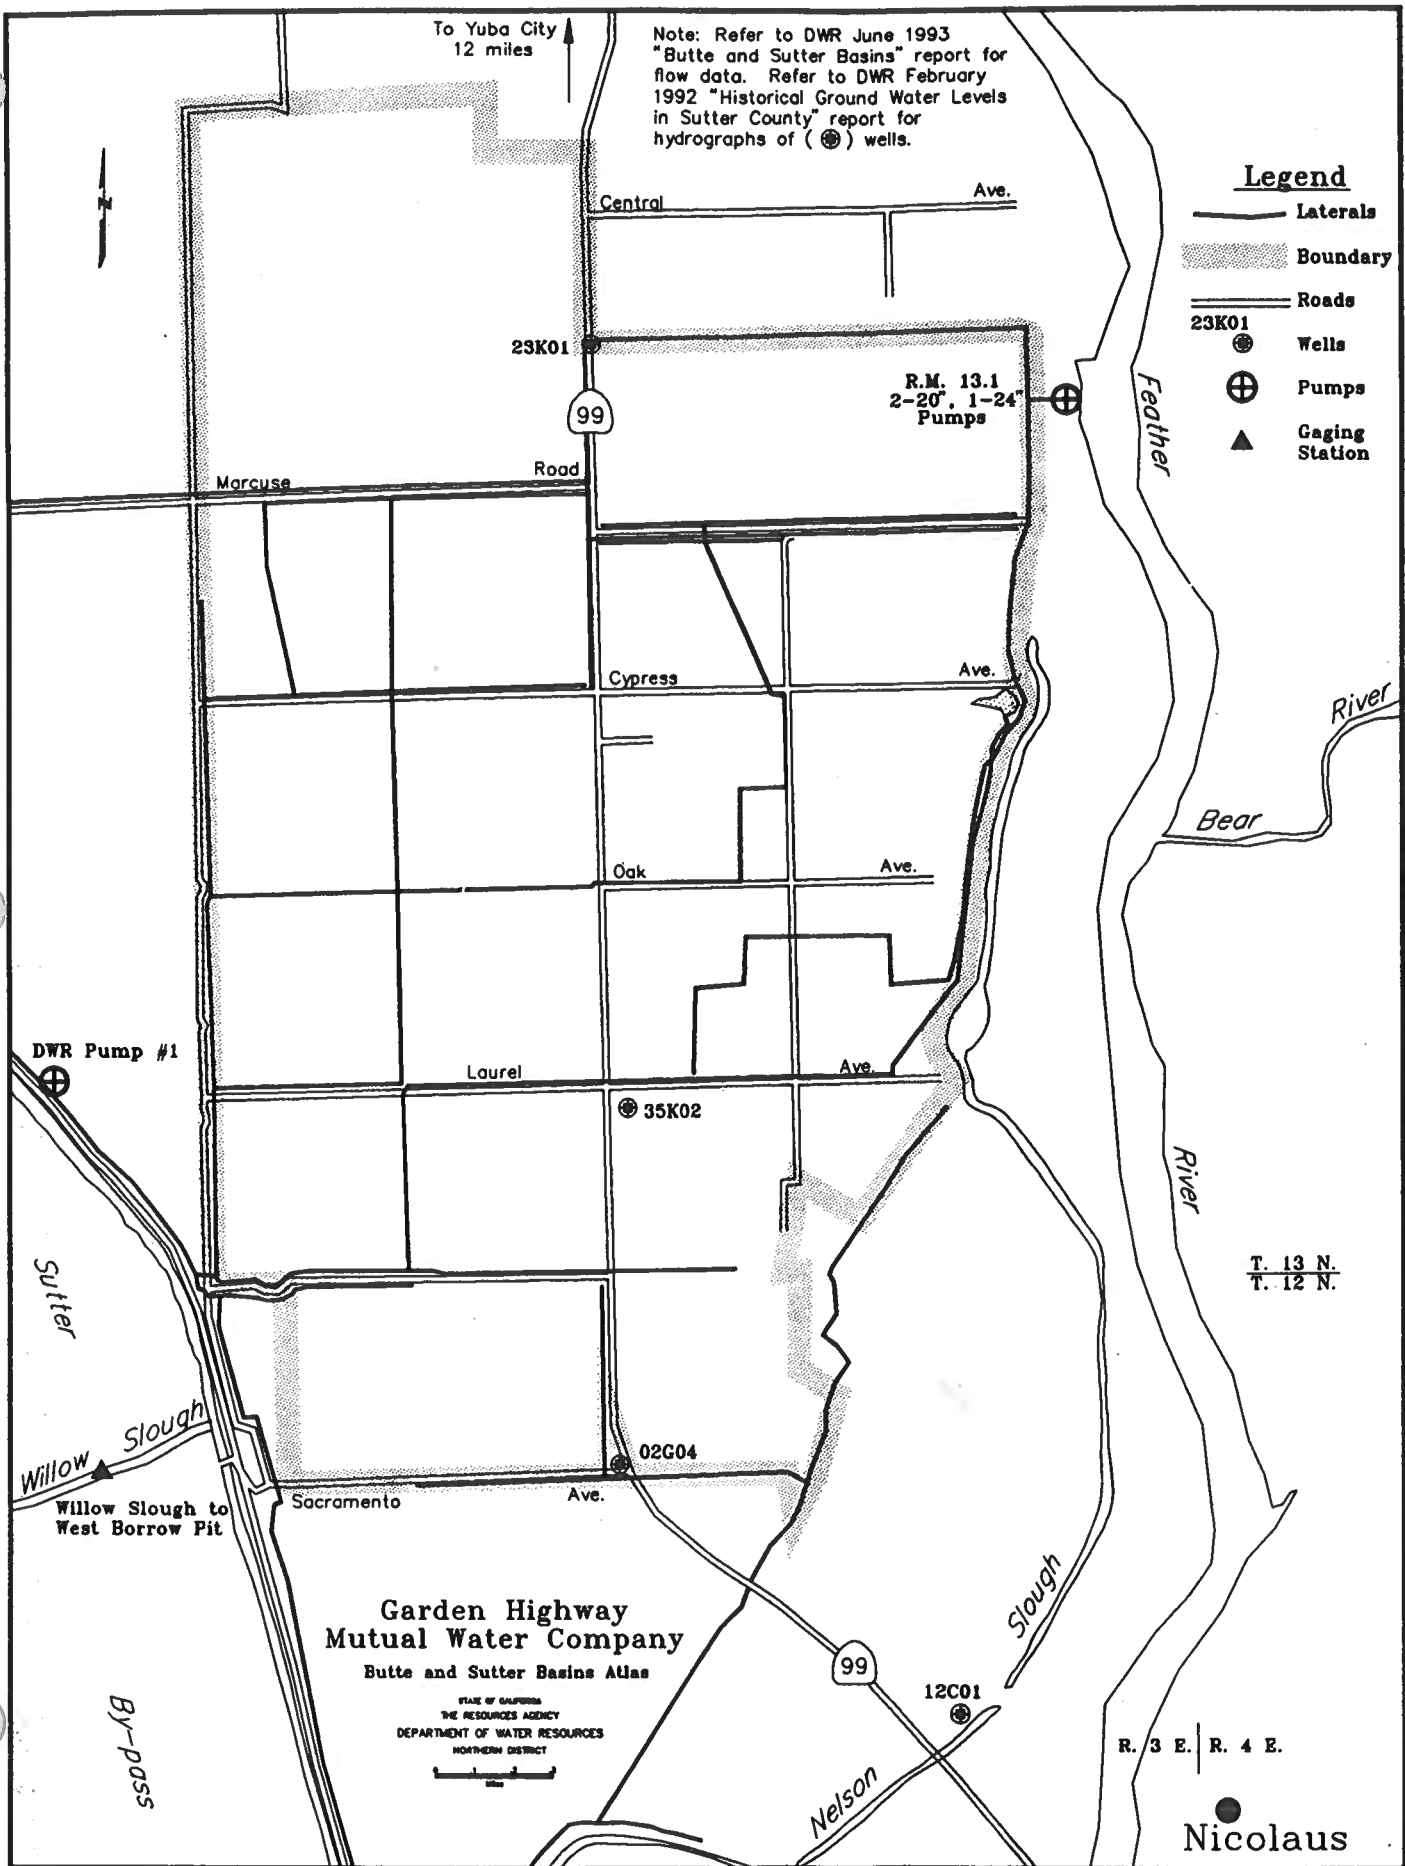 To Yuba City
12 miles
Note: Refer to DWR June 1993
"Butte and Sutter Basins" report for
flow data. Refer to DWR February
1992 "Historical Ground Water Levels
in Sutter County" report for
hydrographs of ( ) wells.
N
Legend
Laterals
Boundary
Roads
23K01
Wells
Pumps
Gaging
Station
Central Ave.
23K01
R.M. 13.1
2-20", 1-24"
Pumps
99
Feather
Marcuse Road
Cypress Ave.
River
Bear
Oak Ave.
DWR Pump #1
Laurel Ave.
35K02
River
Sutter
T. 13 N.
T. 12 N.
Willow Slough
02G04
Willow Slough to
West Borrow Pit
Sacramento Ave.
Slough
Garden Highway
Mutual Water Company
Butte and Sutter Basins Atlas
STATE OF CALIFORNIA
THE RESOURCES AGENCY
DEPARTMENT OF WATER RESOURCES
NORTHERN DISTRICT
0 1 2 3
Miles
99
12C01
By-pass
R. 3 E. R. 4 E.
Nelson
Nicolaus